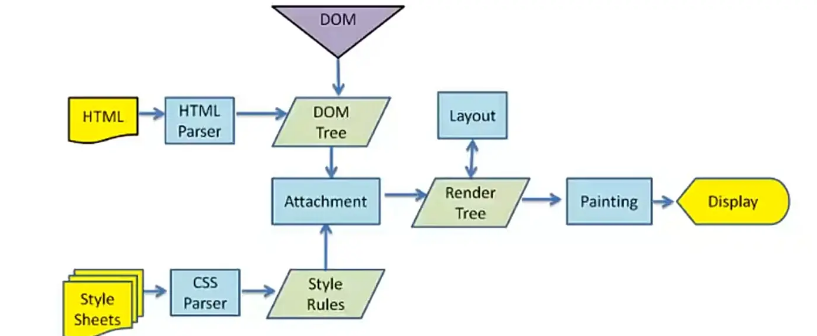 DOM
HTML
HTML
Parser
DOM
Tree
Layout
Attachment
Render
Tree
Painting
Display
Style
Sheets
CSS
Parser
Style
Rules